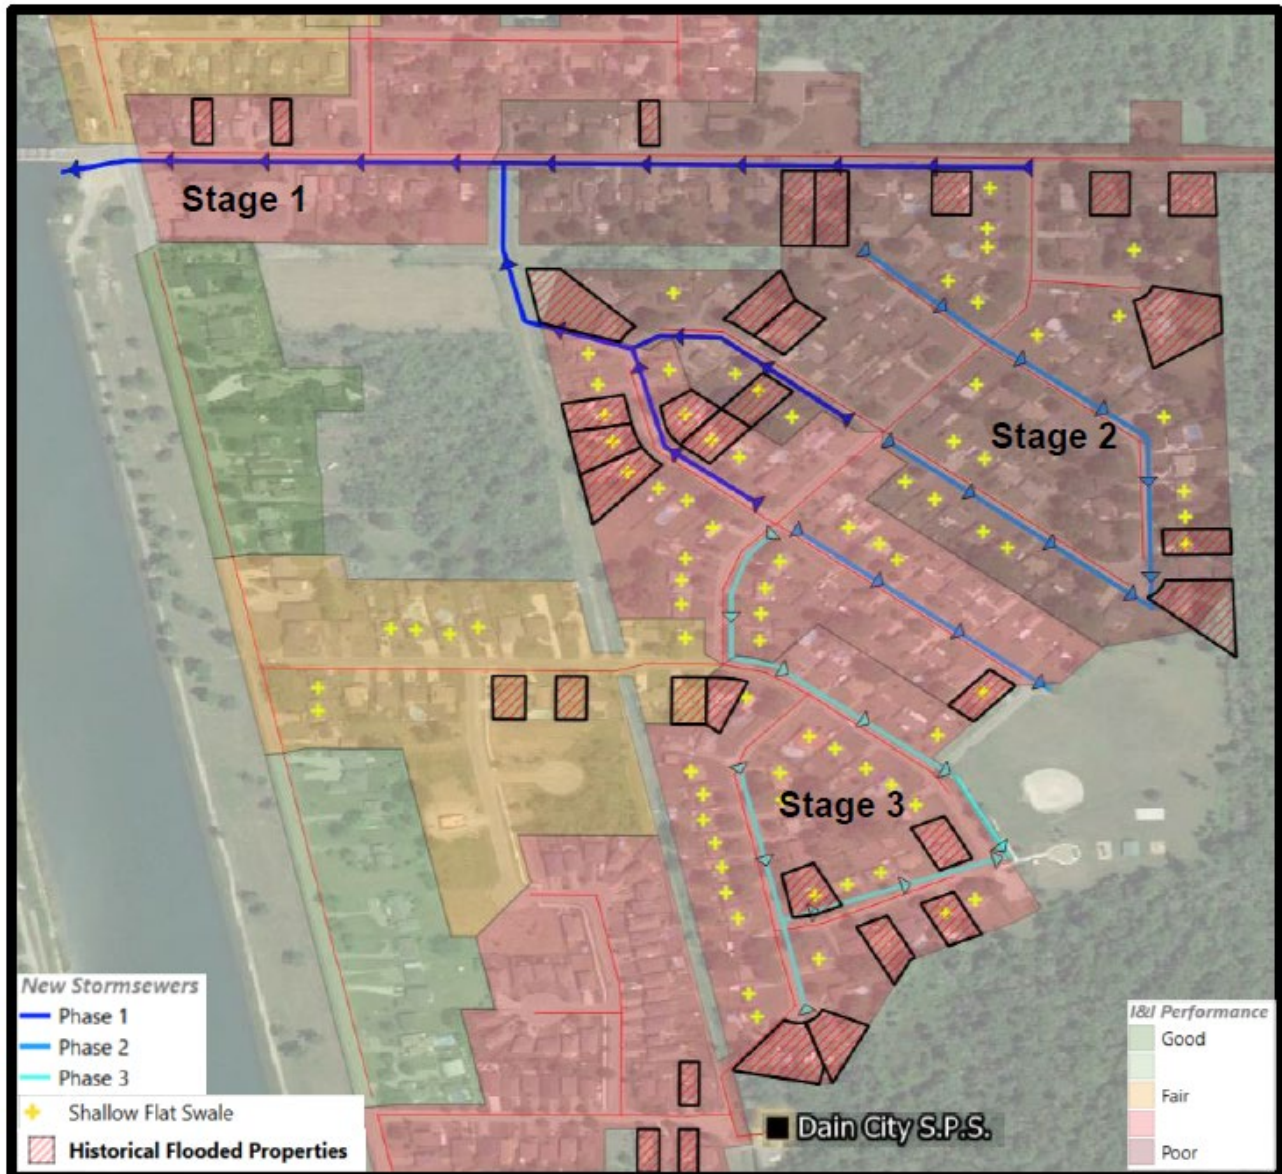 Stage 1
Stage 2
Stage 3
New Stormsewers
Phase 1
Phase 2
Phase 3
Shallow Flat Swale
Historical Flooded Properties
Dain City S.P.S.
I&I Performance
Good
Fair
Poor